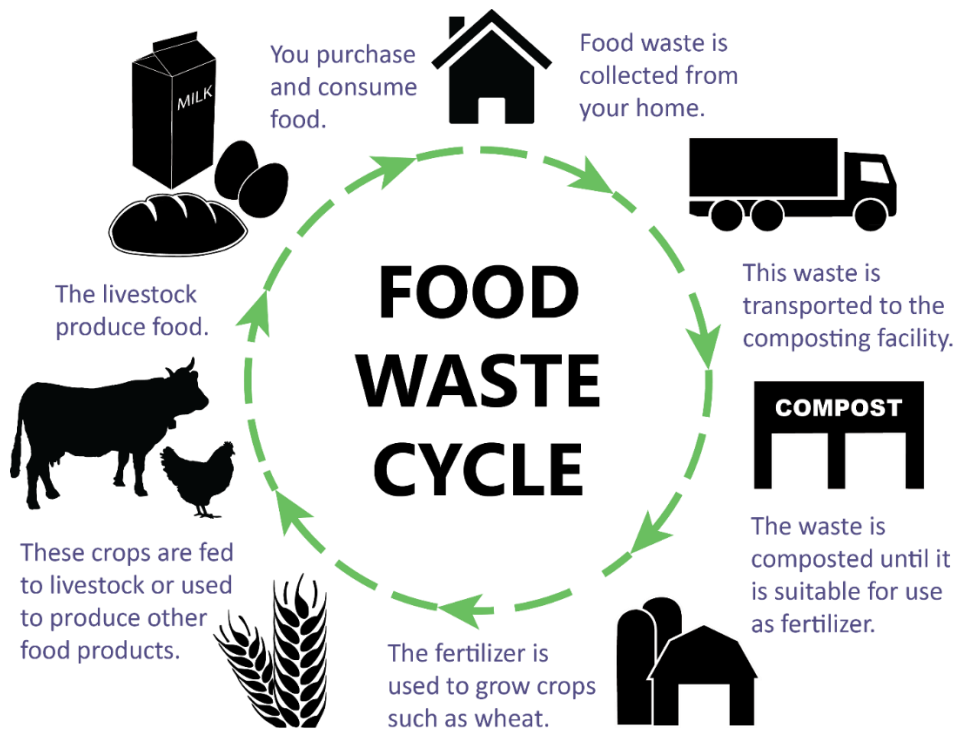 You purchase
and consume
food.
Food waste is
collected from
your home.
MILK
This waste is
transported to the
composting facility.
COMPOST
The waste is
composted until it
is suitable for use
as fertilizer.
The fertilizer is
used to grow crops
such as wheat.
These crops are fed
to livestock or used
to produce other
food products.
The livestock
produce food.
FOOD
WASTE
CYCLE